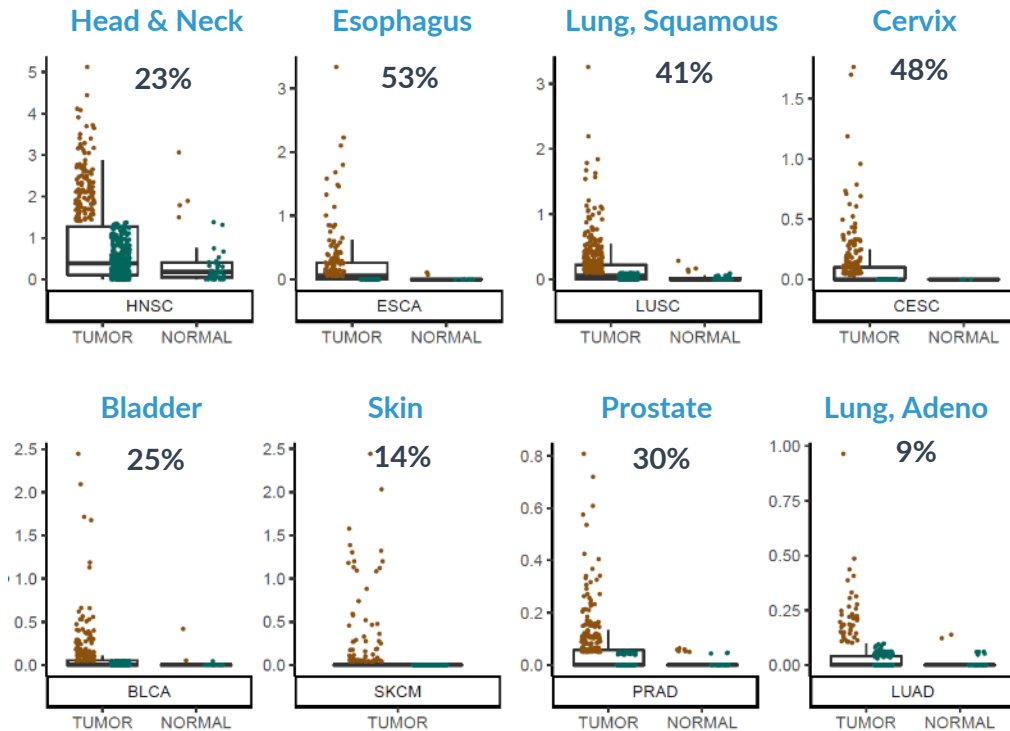 Head & Neck
Esophagus
Lung, Squamous
Cervix
23%
53%
41%
48%
5
4
3
2
1
0
3
2
1
0
3
2
1
0
1.5
1.0
0.5
0.0
HNSC
ESCA
LUSC
CESC
TUMOR NORMAL
TUMOR NORMAL
TUMOR NORMAL
TUMOR NORMAL
Bladder
Skin
Prostate
Lung, Adeno
25%
14%
30%
9%
2.5
2.0
1.5
1.0
0.5
0.0
2.5
2.0
1.5
1.0
0.5
0.0
0.8
0.6
0.4
0.2
0.0
1.00
0.75
0.50
0.25
0.00
BLCA
SKCM
PRAD
LUAD
TUMOR NORMAL
TUMOR
TUMOR NORMAL
TUMOR NORMAL